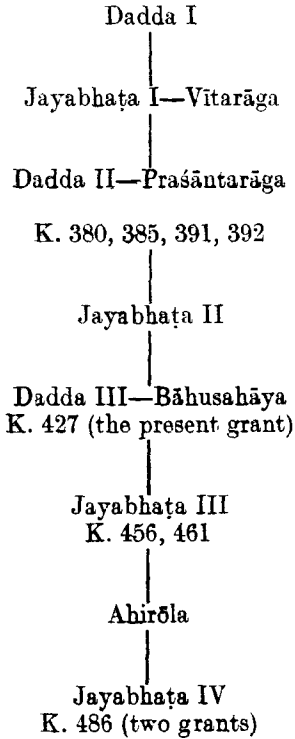 Dadda I
Jayabhaṭa I—Vītarāga
Dadda II—Praśāntarāga
K. 380, 385, 391, 392
Jayabhaṭa II
Dadda III—Bāhusahāya
K. 427 (the present grant)
Jayabhaṭa III
K. 456, 461
Ahirōla
Jayabhaṭa IV
K. 486 (two grants)